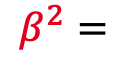 β² =